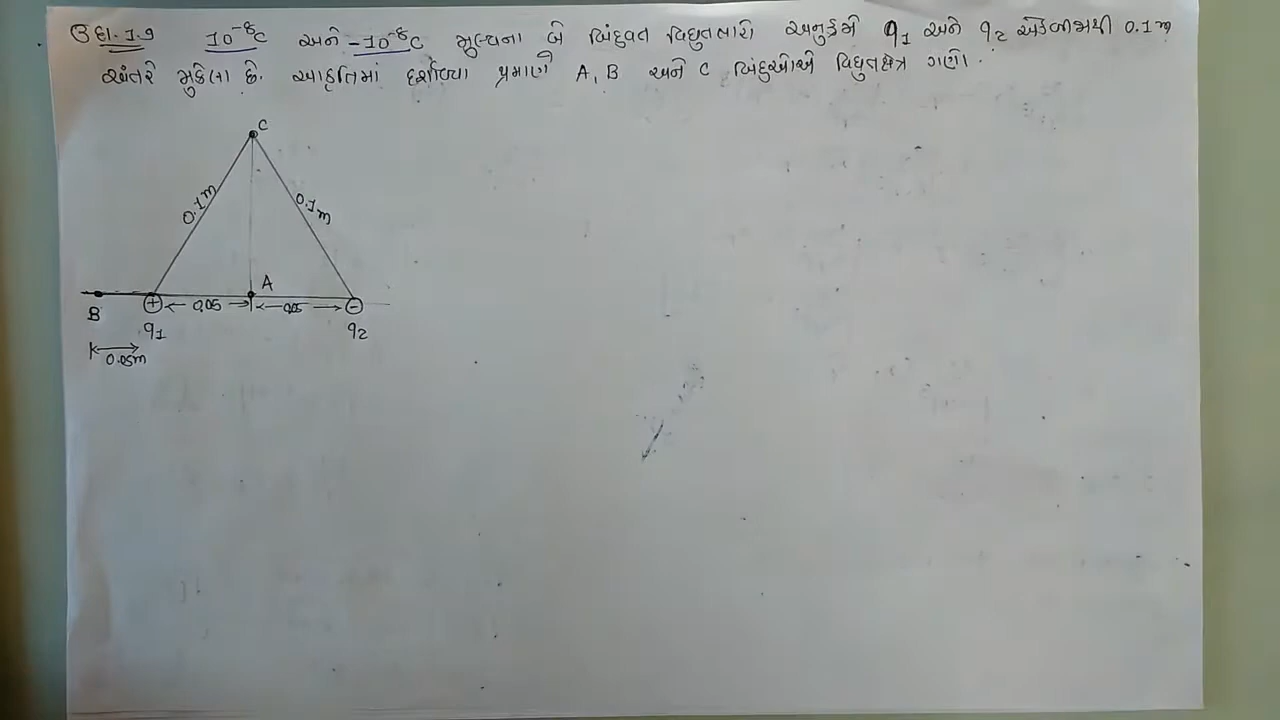 ઉદા. 1.9 10⁻⁸C અને -10⁻⁸C મુલ્યના બે બિંદુવત વિદ્યુતભારો અનુક્રમે q₁ અને q₂ એકબીજાથી 0.1 m
અંતરે મુકેલા છે. આકૃતિમાં દર્શાવ્યા પ્રમાણે A, B અને C બિંદુઓએ વિદ્યુતક્ષેત્ર ગણો.
C
0.1m 0.1m
A
+ 0.05 0.05 −
B
q₁ q₂
0.05m